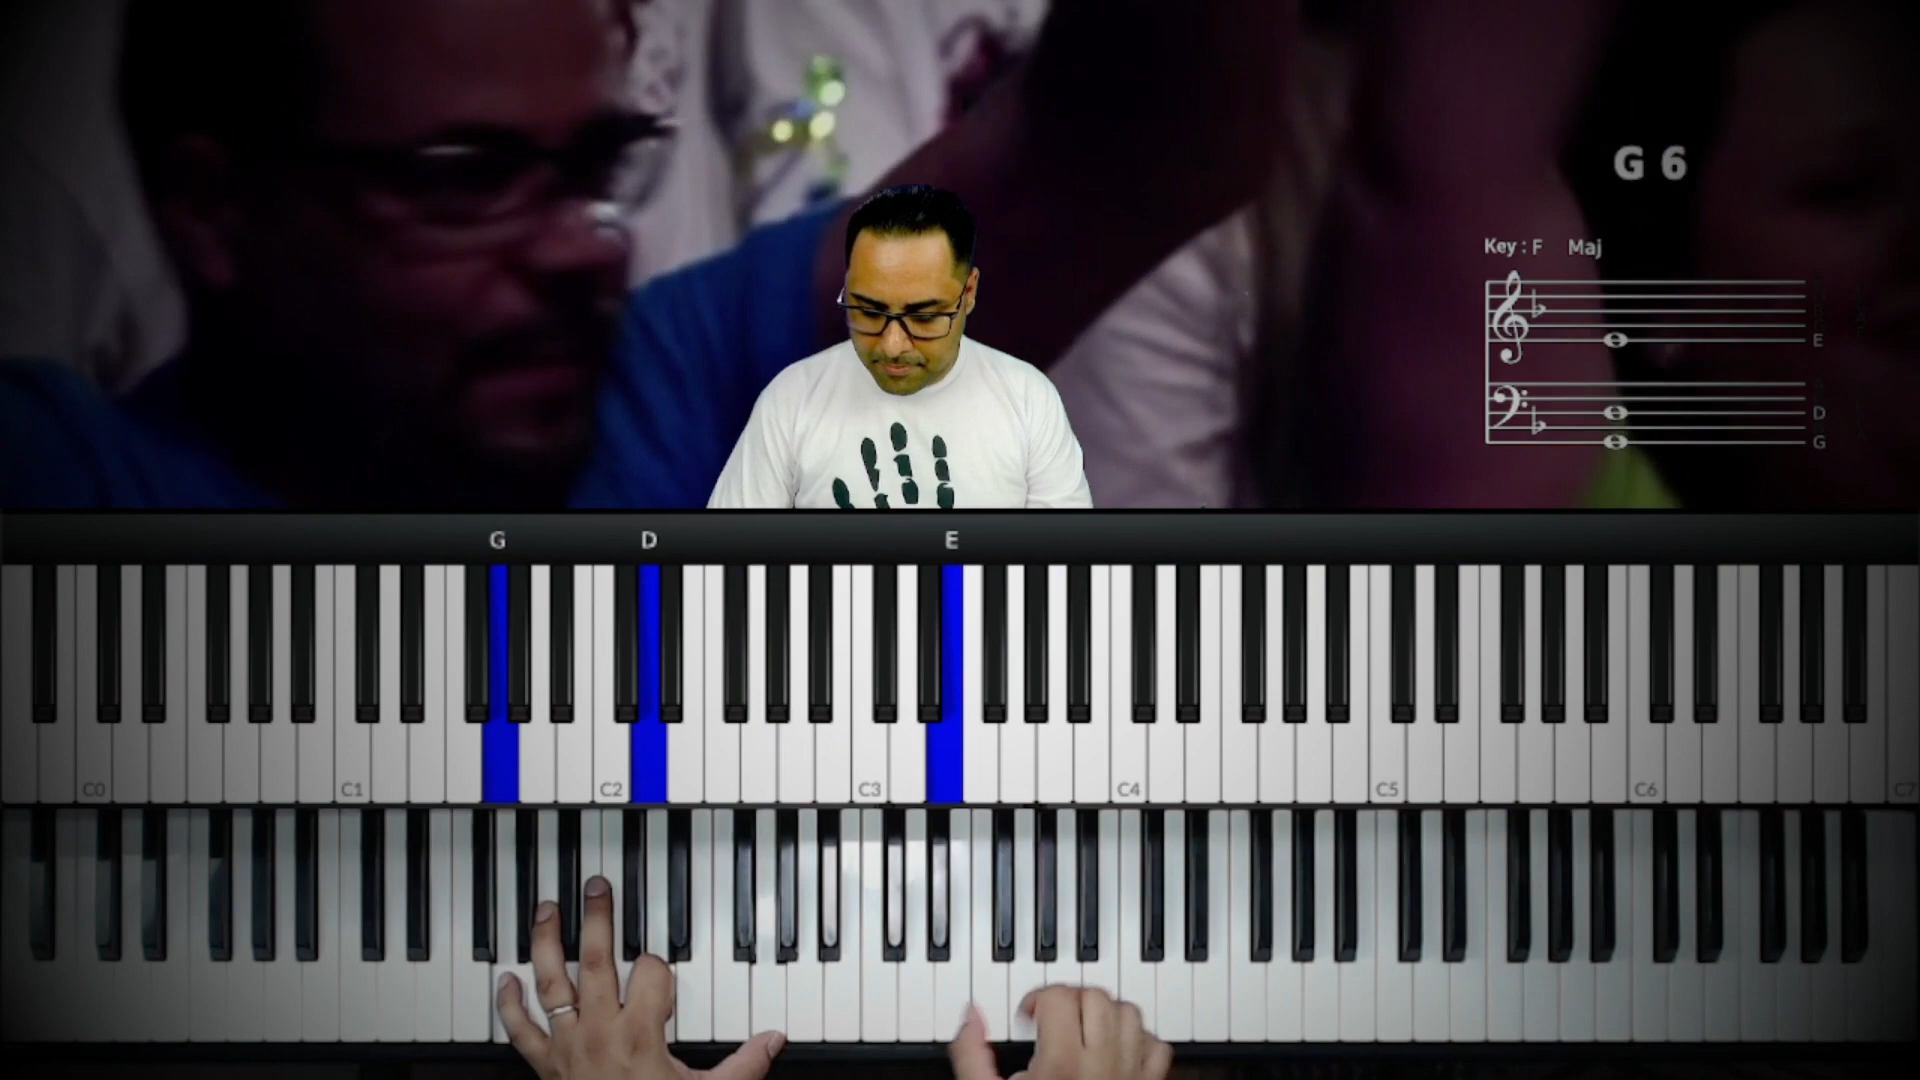 G 6
Key : F Maj
E
D
G
G D E
C0 C1 C2 C3 C4 C5 C6 C7